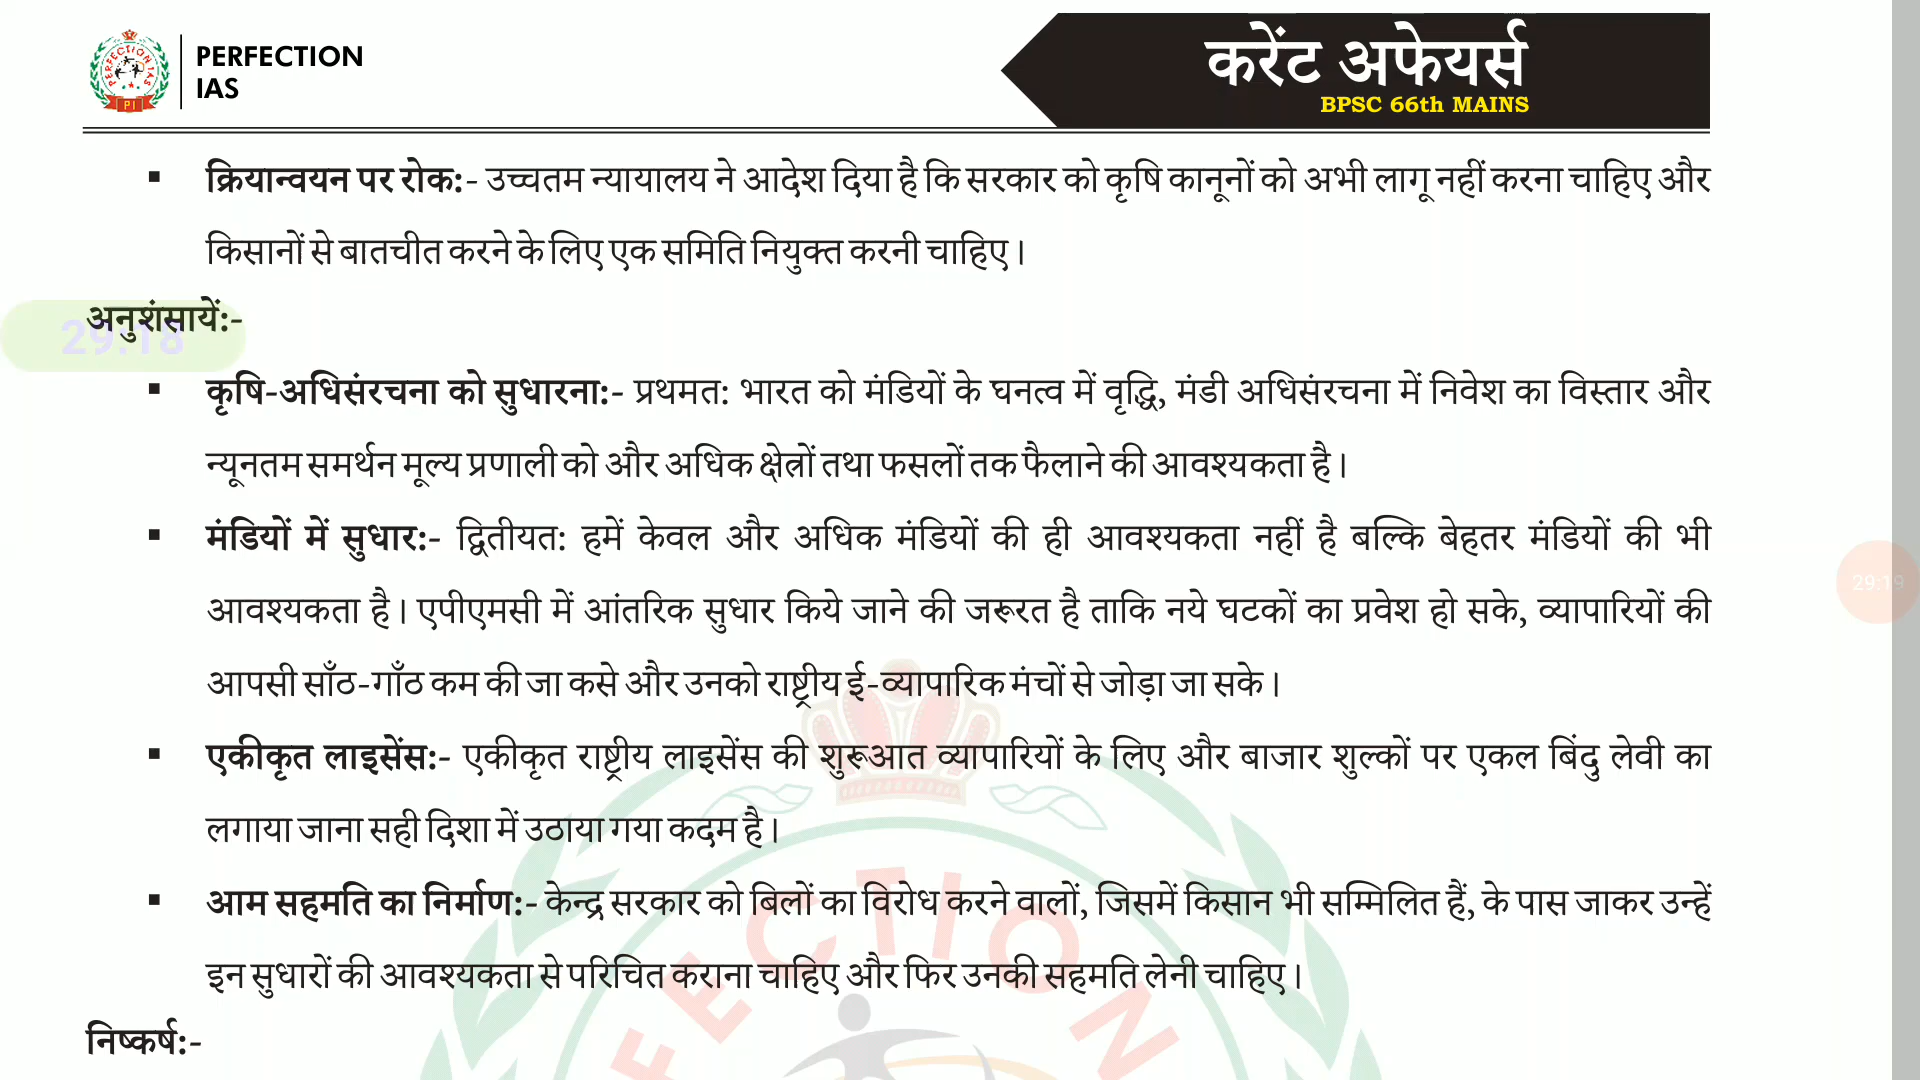 PERFECTION
IAS
करेंट अफेयर्स
BPSC 66th MAINS
▪ क्रियान्वयन पर रोक:- उच्चतम न्यायालय ने आदेश दिया है कि सरकार को कृषि कानूनों को अभी लागू नहीं करना चाहिए और
किसानों से बातचीत करने के लिए एक समिति नियुक्त करनी चाहिए।
अनुशंसायें:-
29:18
▪ कृषि-अधिसंरचना को सुधारना:- प्रथमत: भारत को मंडियों के घनत्व में वृद्धि, मंडी अधिसंरचना में निवेश का विस्तार और
न्यूनतम समर्थन मूल्य प्रणाली को और अधिक क्षेत्रों तथा फसलों तक फैलाने की आवश्यकता है।
▪ मंडियों में सुधार:- द्वितीयत: हमें केवल और अधिक मंडियों की ही आवश्यकता नहीं है बल्कि बेहतर मंडियों की भी
आवश्यकता है। एपीएमसी में आंतरिक सुधार किये जाने की जरूरत है ताकि नये घटकों का प्रवेश हो सके, व्यापारियों की
29:19
आपसी साँठ-गाँठ कम की जा कसे और उनको राष्ट्रीय ई-व्यापारिक मंचों से जोड़ा जा सके।
▪ एकीकृत लाइसेंस:- एकीकृत राष्ट्रीय लाइसेंस की शुरूआत व्यापारियों के लिए और बाजार शुल्कों पर एकल बिंदु लेवी का
लगाया जाना सही दिशा में उठाया गया कदम है।
▪ आम सहमति का निर्माण:- केन्द्र सरकार को बिलों का विरोध करने वालों, जिसमें किसान भी सम्मिलित हैं, के पास जाकर उन्हें
इन सुधारों की आवश्यकता से परिचित कराना चाहिए और फिर उनकी सहमति लेनी चाहिए।
निष्कर्ष:-
FECTION